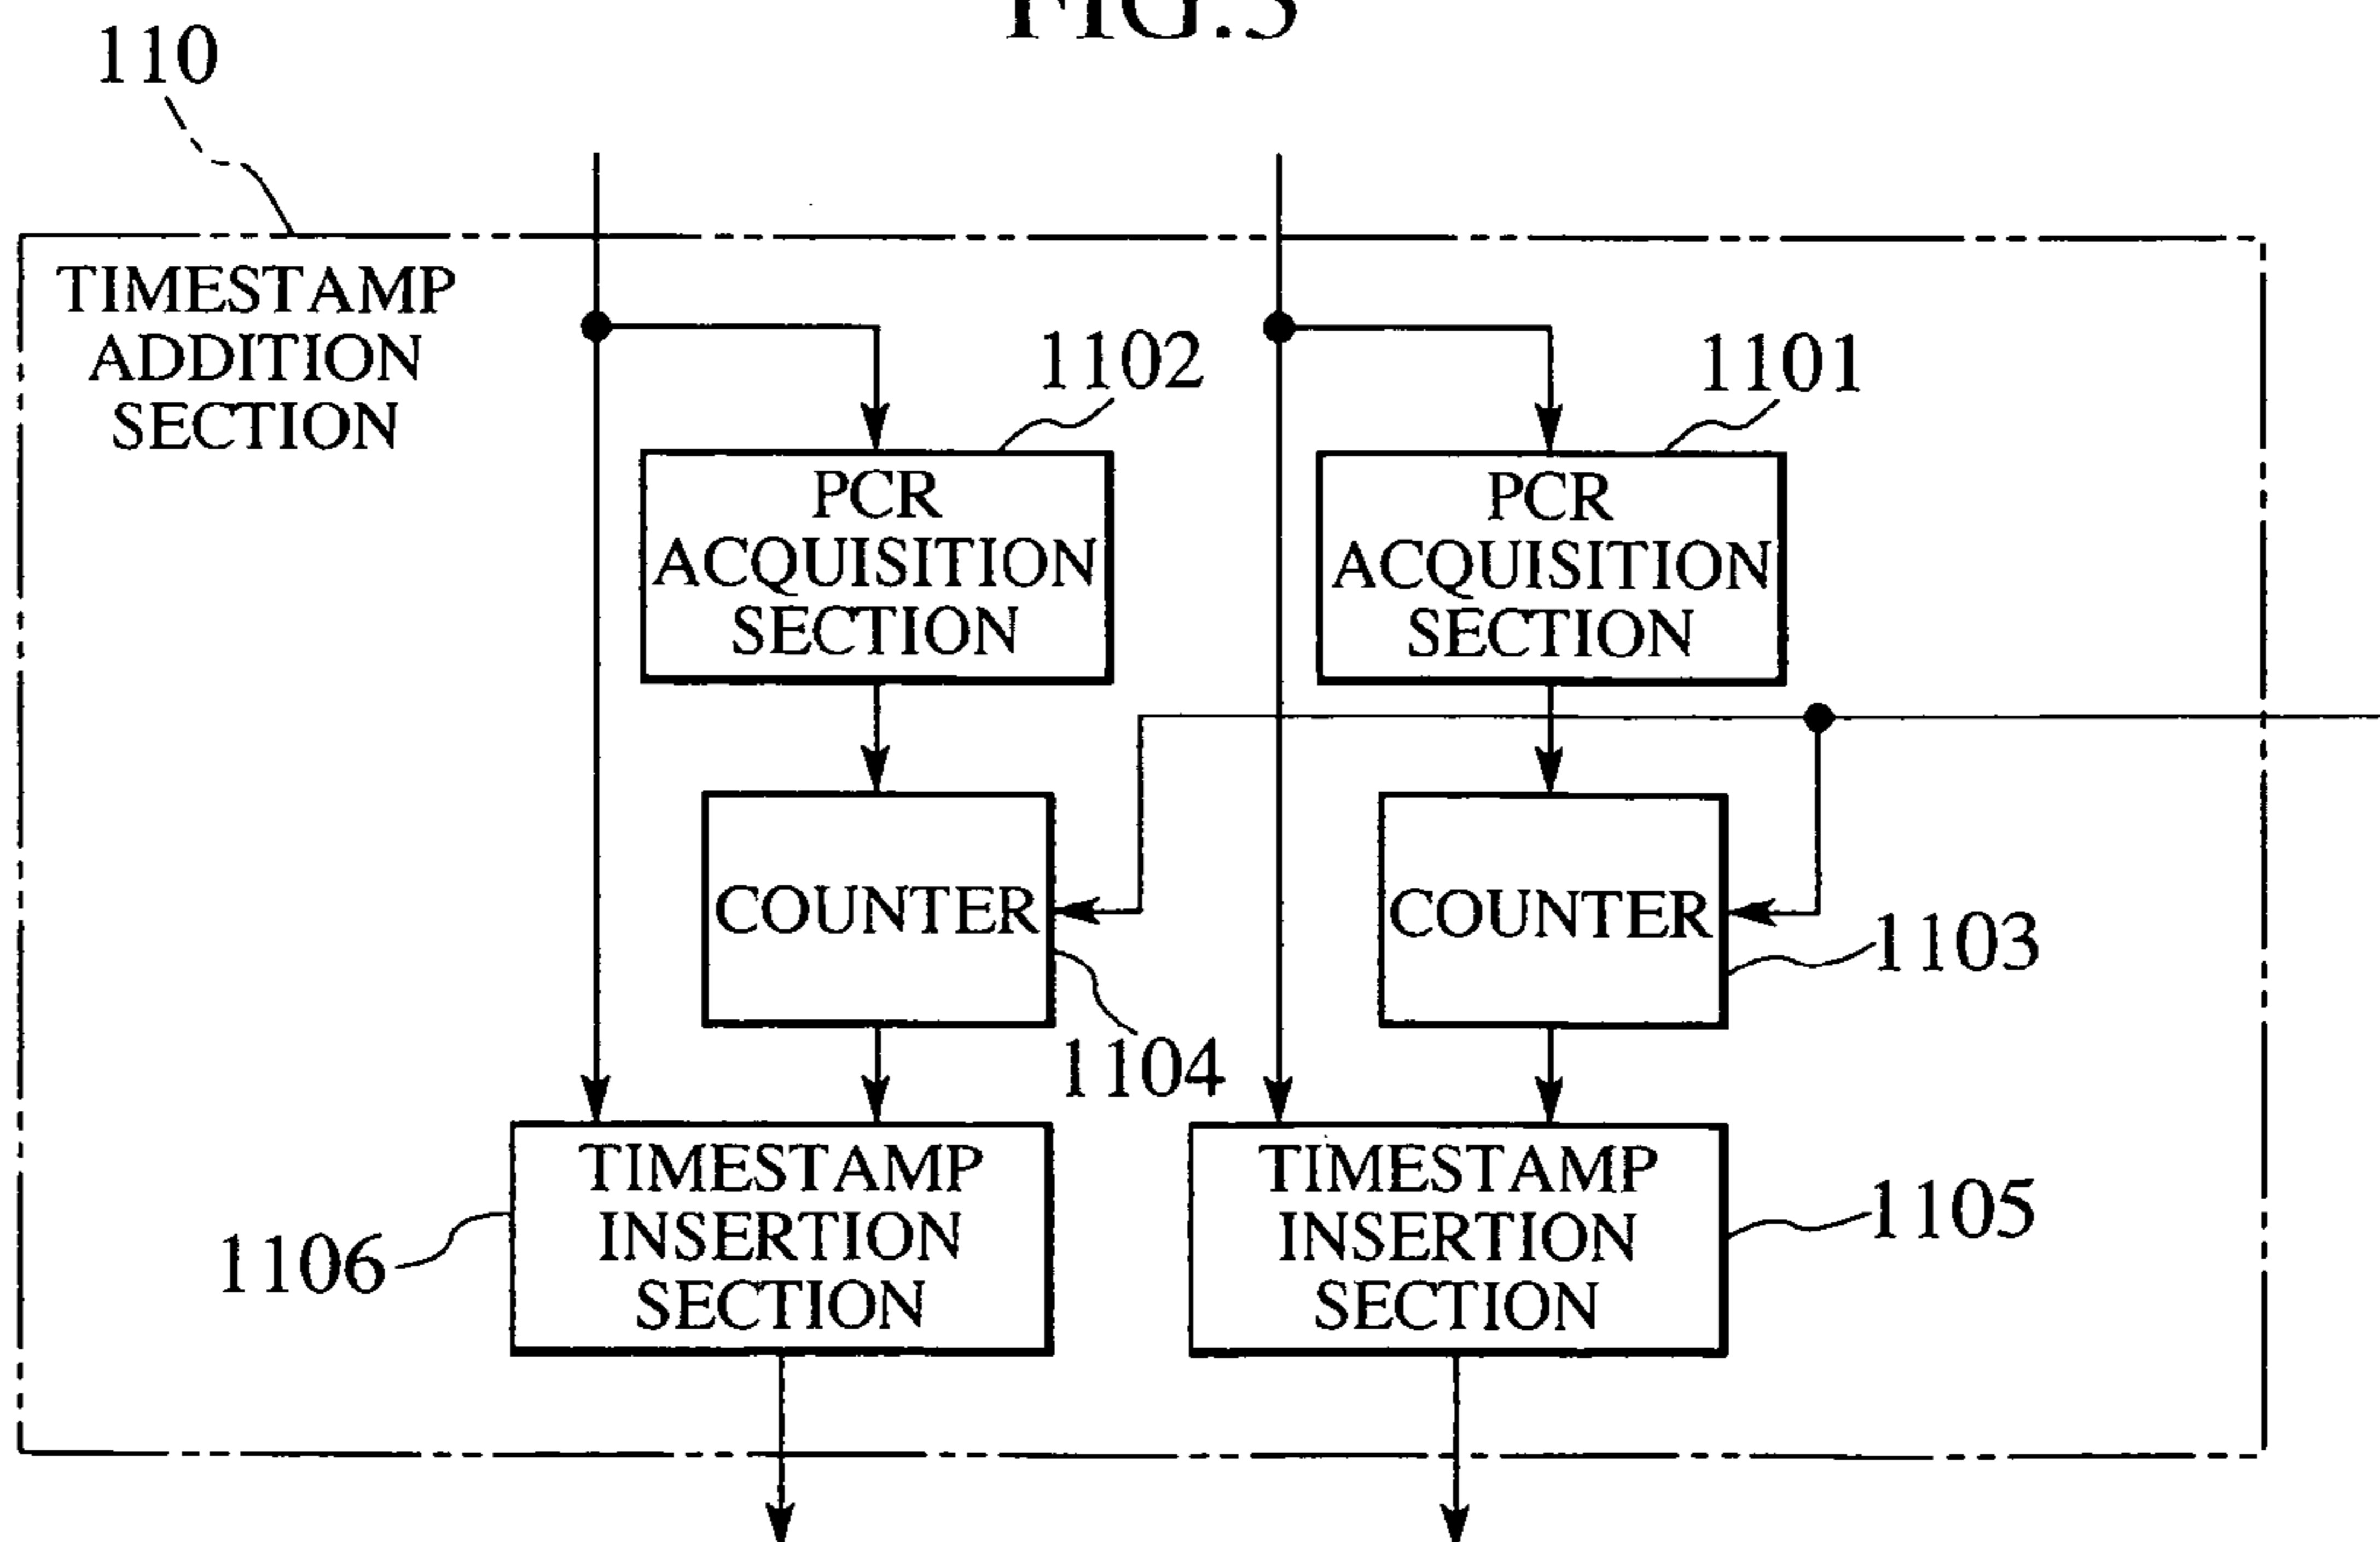 FIG.
110
TIMESTAMP
ADDITION
SECTION
1102
1101
PCR
ACQUISITION
SECTION
PCR
ACQUISITION
SECTION
COUNTER
COUNTER
1103
1104
TIMESTAMP
INSERTION
SECTION
TIMESTAMP
INSERTION
SECTION
1105
1106